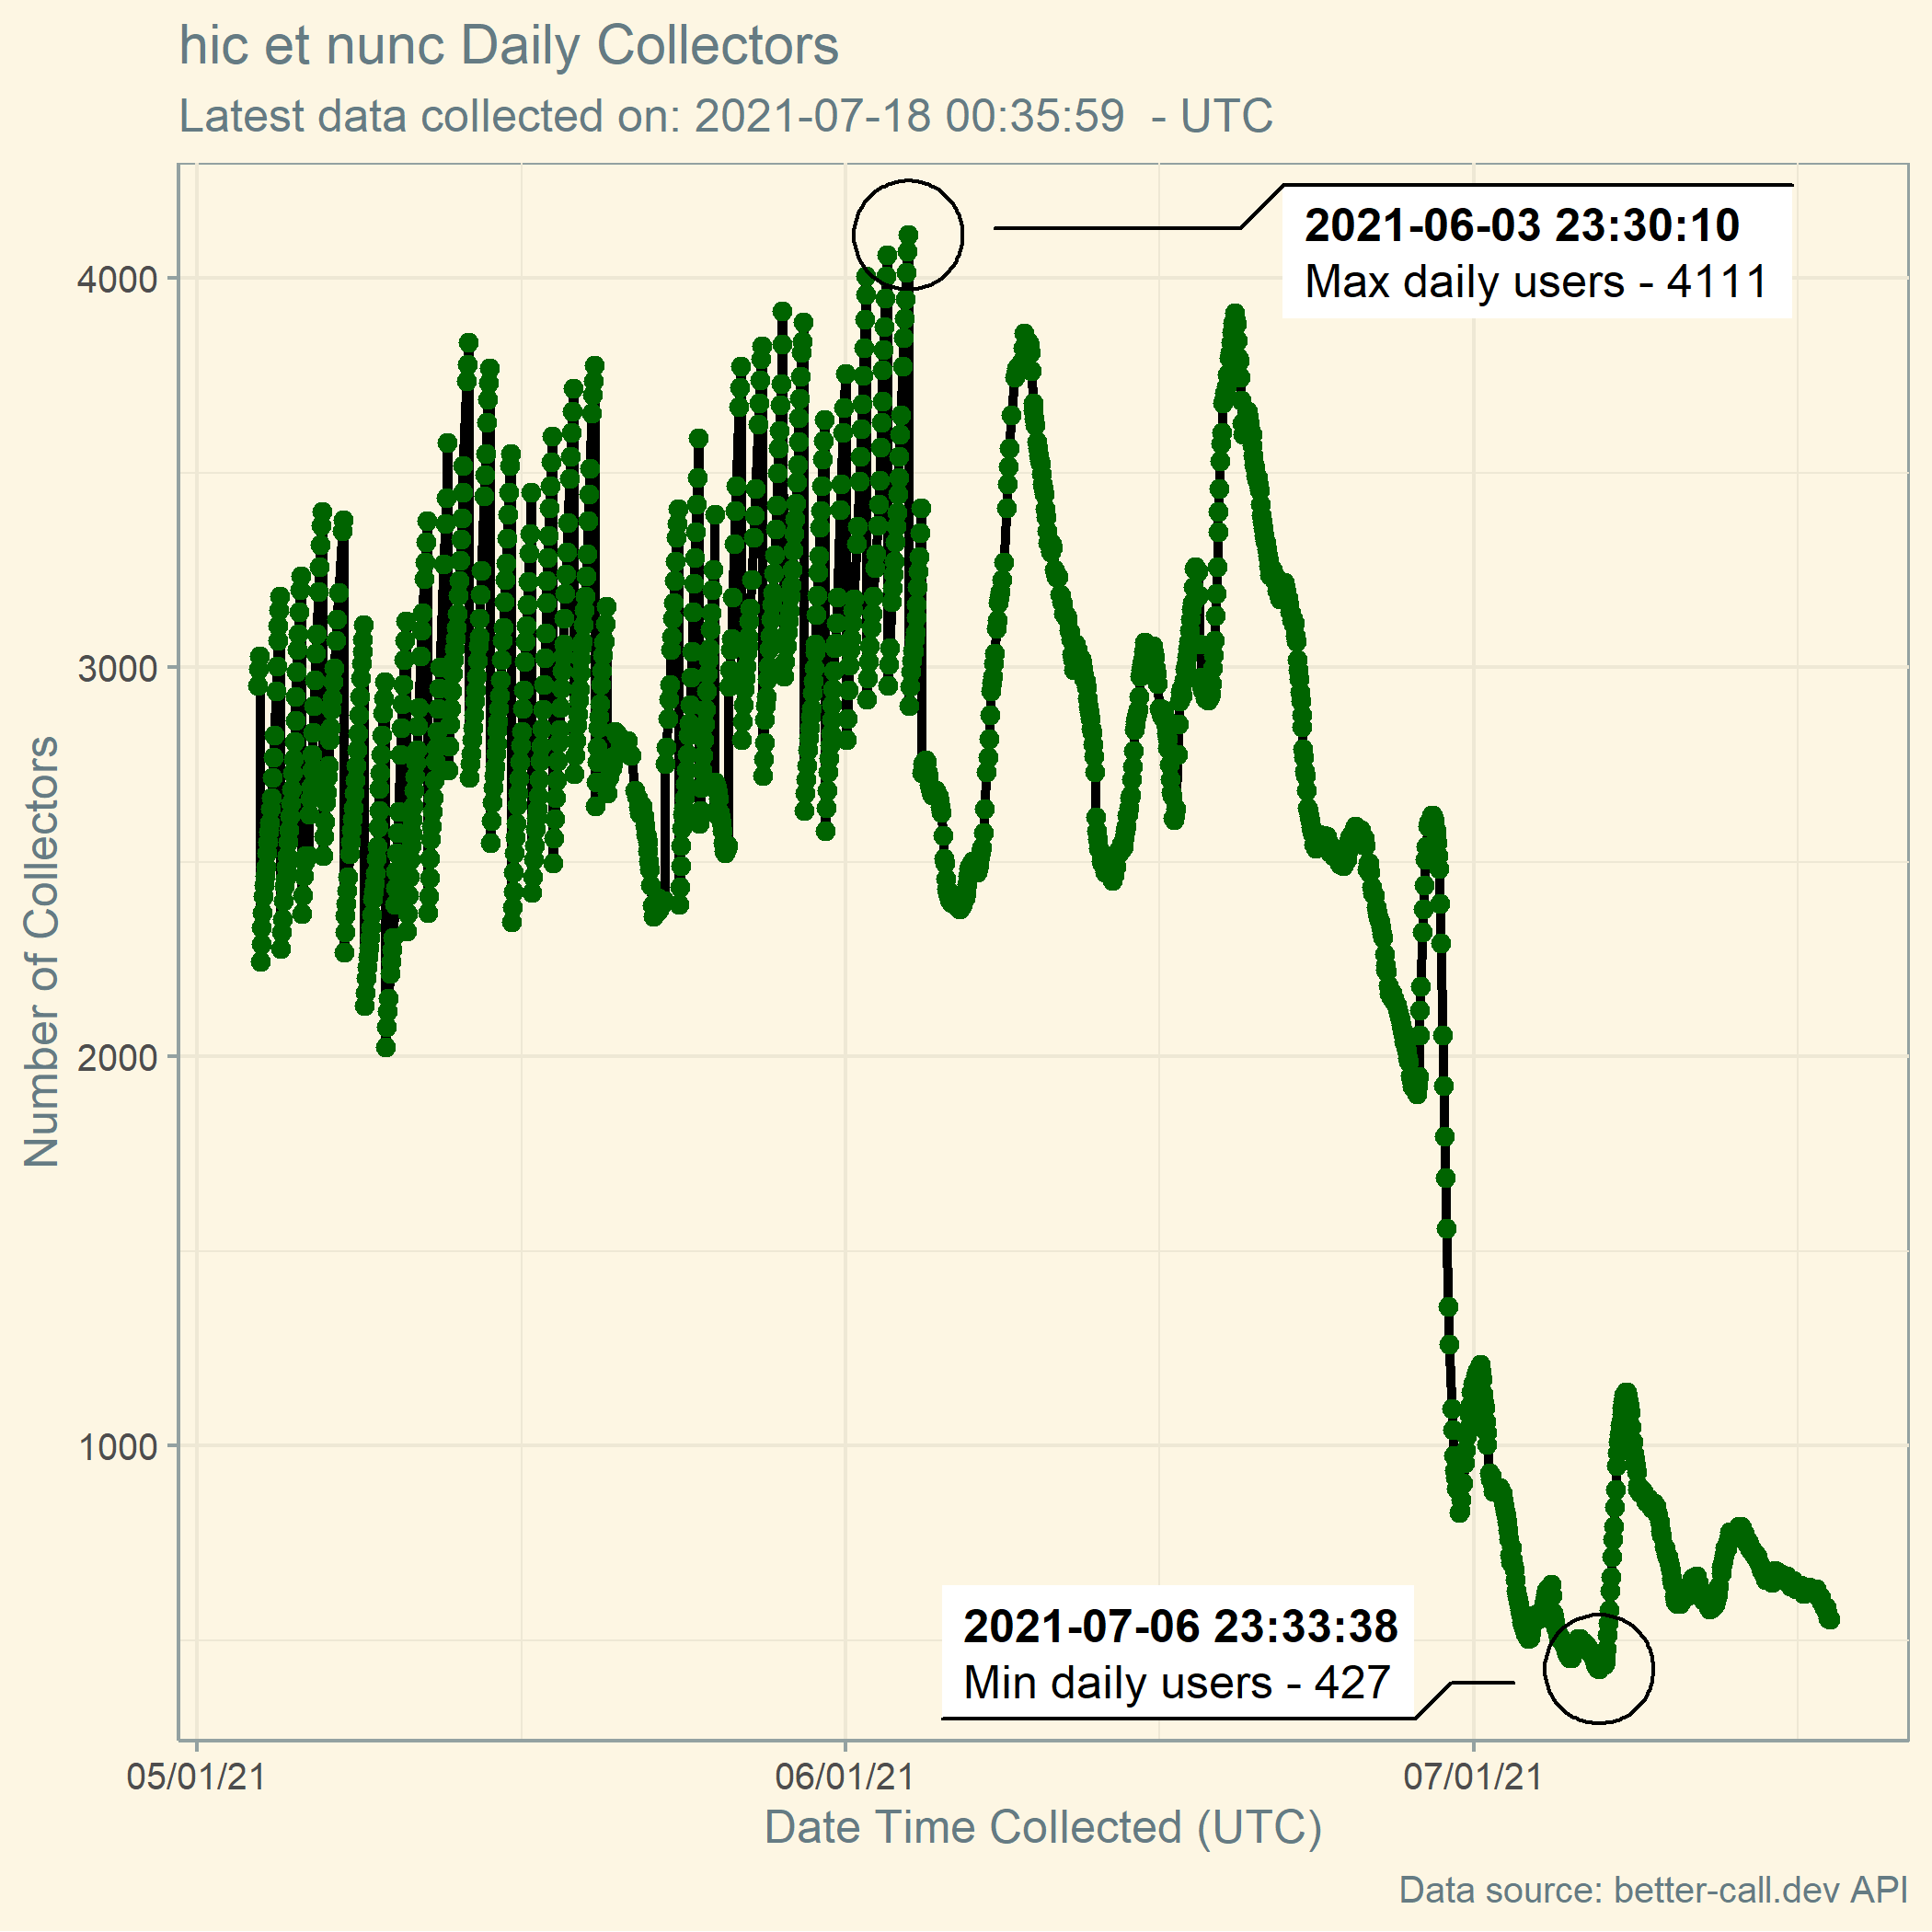 hic et nunc Daily Collectors
Latest data collected on: 2021-07-18 00:35:59  - UTC
2021-06-03 23:30:10
Max daily users - 4111
4000
3000
2000
1000
Number of Collectors
2021-07-06 23:33:38
Min daily users - 427
05/01/21
06/01/21
07/01/21
Date Time Collected (UTC)
Data source: better-call.dev API